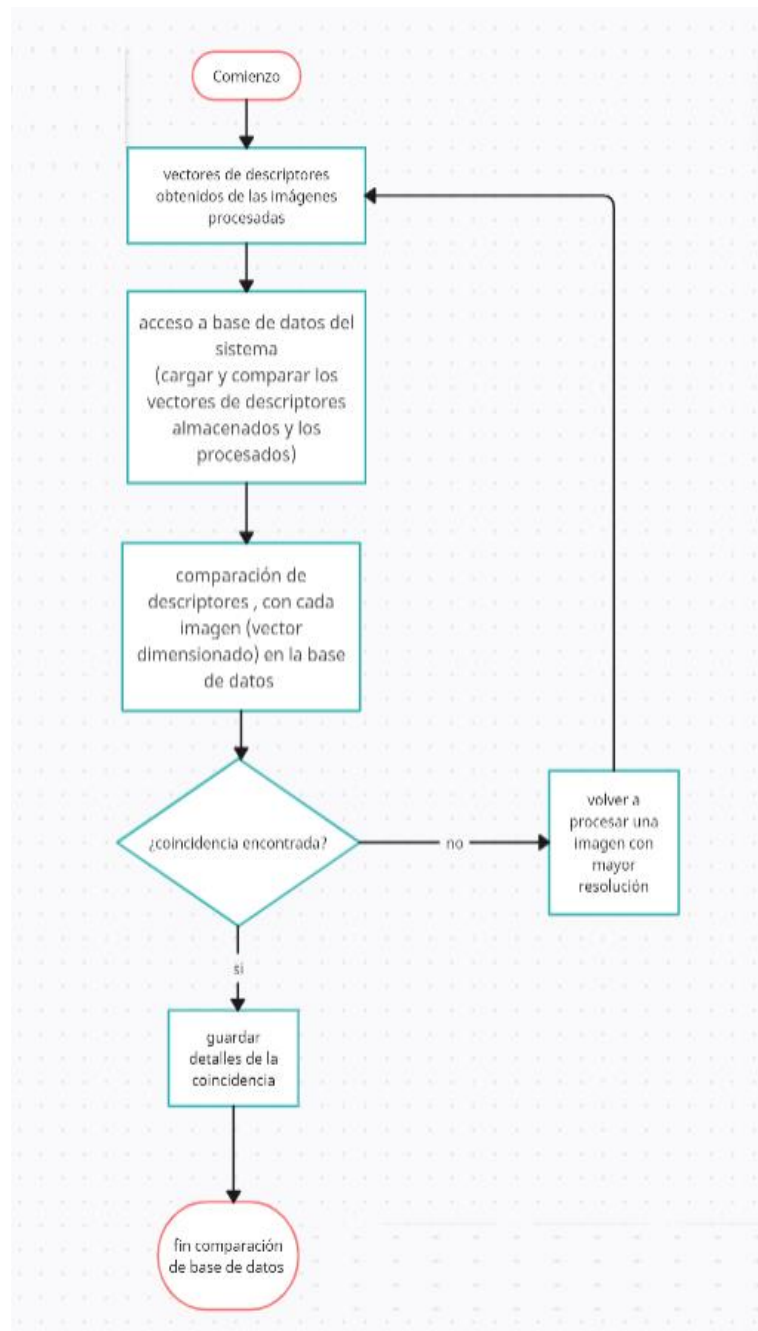 Comienzo
vectores de descriptores
obtenidos de las imágenes
procesadas
acceso a base de datos del
sistema
(cargar y comparar los
vectores de descriptores
almacenados y los
procesados)
comparación de
descriptores , con cada
imagen (vector
dimensionado) en la base
de datos
¿coincidencia encontrada?
no
volver a
procesar una
imagen con
mayor
resolución
si
guardar
detalles de la
coincidencia
fin comparación
de base de datos